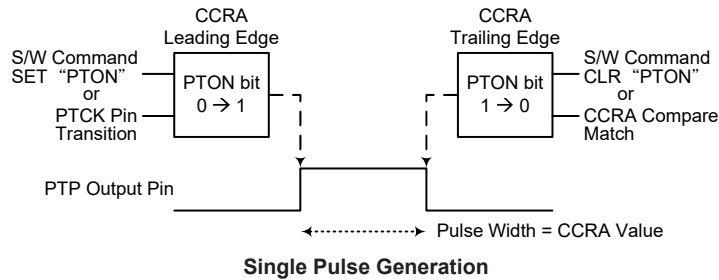 CCRA
Leading Edge
S/W Command
SET “PTON”
or
PTCK Pin
Transition
PTON bit
0 → 1
CCRA
Trailing Edge
PTON bit
1 → 0
S/W Command
CLR “PTON”
or
CCRA Compare
Match
PTP Output Pin
Pulse Width = CCRA Value
Single Pulse Generation